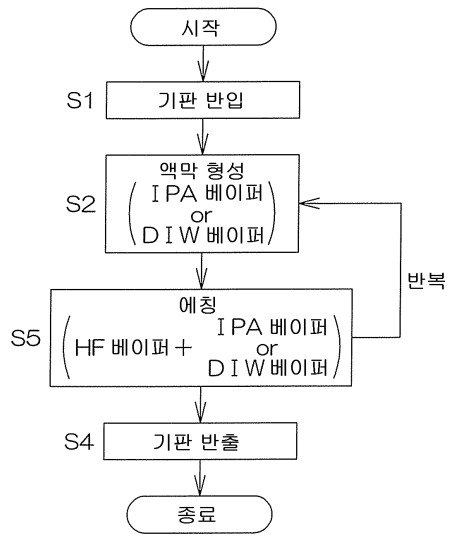 시작
S1 기판 반입
액막 형성
S2 (IPA 베이퍼
or
DIW 베이퍼)
반복
에칭
S5 (HF 베이퍼+ IPA 베이퍼
or
DIW 베이퍼)
S4 기판 반출
종료